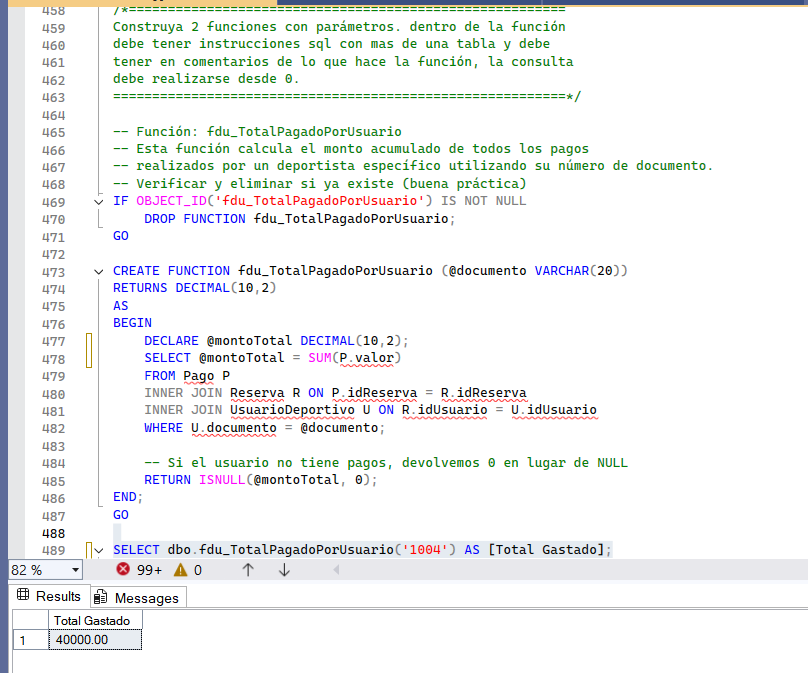 458 /*==========================================================
459 Construya 2 funciones con parámetros. dentro de la función
460 debe tener instrucciones sql con mas de una tabla y debe
461 tener en comentarios de lo que hace la función, la consulta
462 debe realizarse desde 0.
463 ==========================================================*/
464
465 -- Función: fdu_TotalPagadoPorUsuario
466 -- Esta función calcula el monto acumulado de todos los pagos
467 -- realizados por un deportista específico utilizando su número de documento.
468 -- Verificar y eliminar si ya existe (buena práctica)
469 IF OBJECT_ID('fdu_TotalPagadoPorUsuario') IS NOT NULL
470 DROP FUNCTION fdu_TotalPagadoPorUsuario;
471 GO
472
473 CREATE FUNCTION fdu_TotalPagadoPorUsuario (@documento VARCHAR(20))
474 RETURNS DECIMAL(10,2)
475 AS
476 BEGIN
477 DECLARE @montoTotal DECIMAL(10,2);
478 SELECT @montoTotal = SUM(P.valor)
479 FROM Pago P
480 INNER JOIN Reserva R ON P.idReserva = R.idReserva
481 INNER JOIN UsuarioDeportivo U ON R.idUsuario = U.idUsuario
482 WHERE U.documento = @documento;
483
484 -- Si el usuario no tiene pagos, devolvemos 0 en lugar de NULL
485 RETURN ISNULL(@montoTotal, 0);
486 END;
487 GO
488
489 SELECT dbo.fdu_TotalPagadoPorUsuario('1004') AS [Total Gastado];
82 % 99+ 0
Results Messages
Total Gastado
1 40000.00